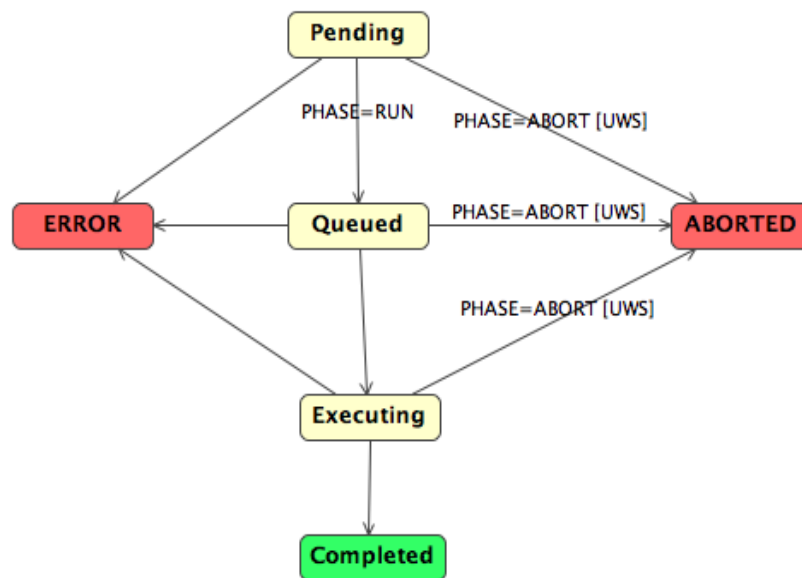 Pending
PHASE=RUN
PHASE=ABORT [UWS]
ERROR
Queued
PHASE=ABORT [UWS]
ABORTED
PHASE=ABORT [UWS]
Executing
Completed